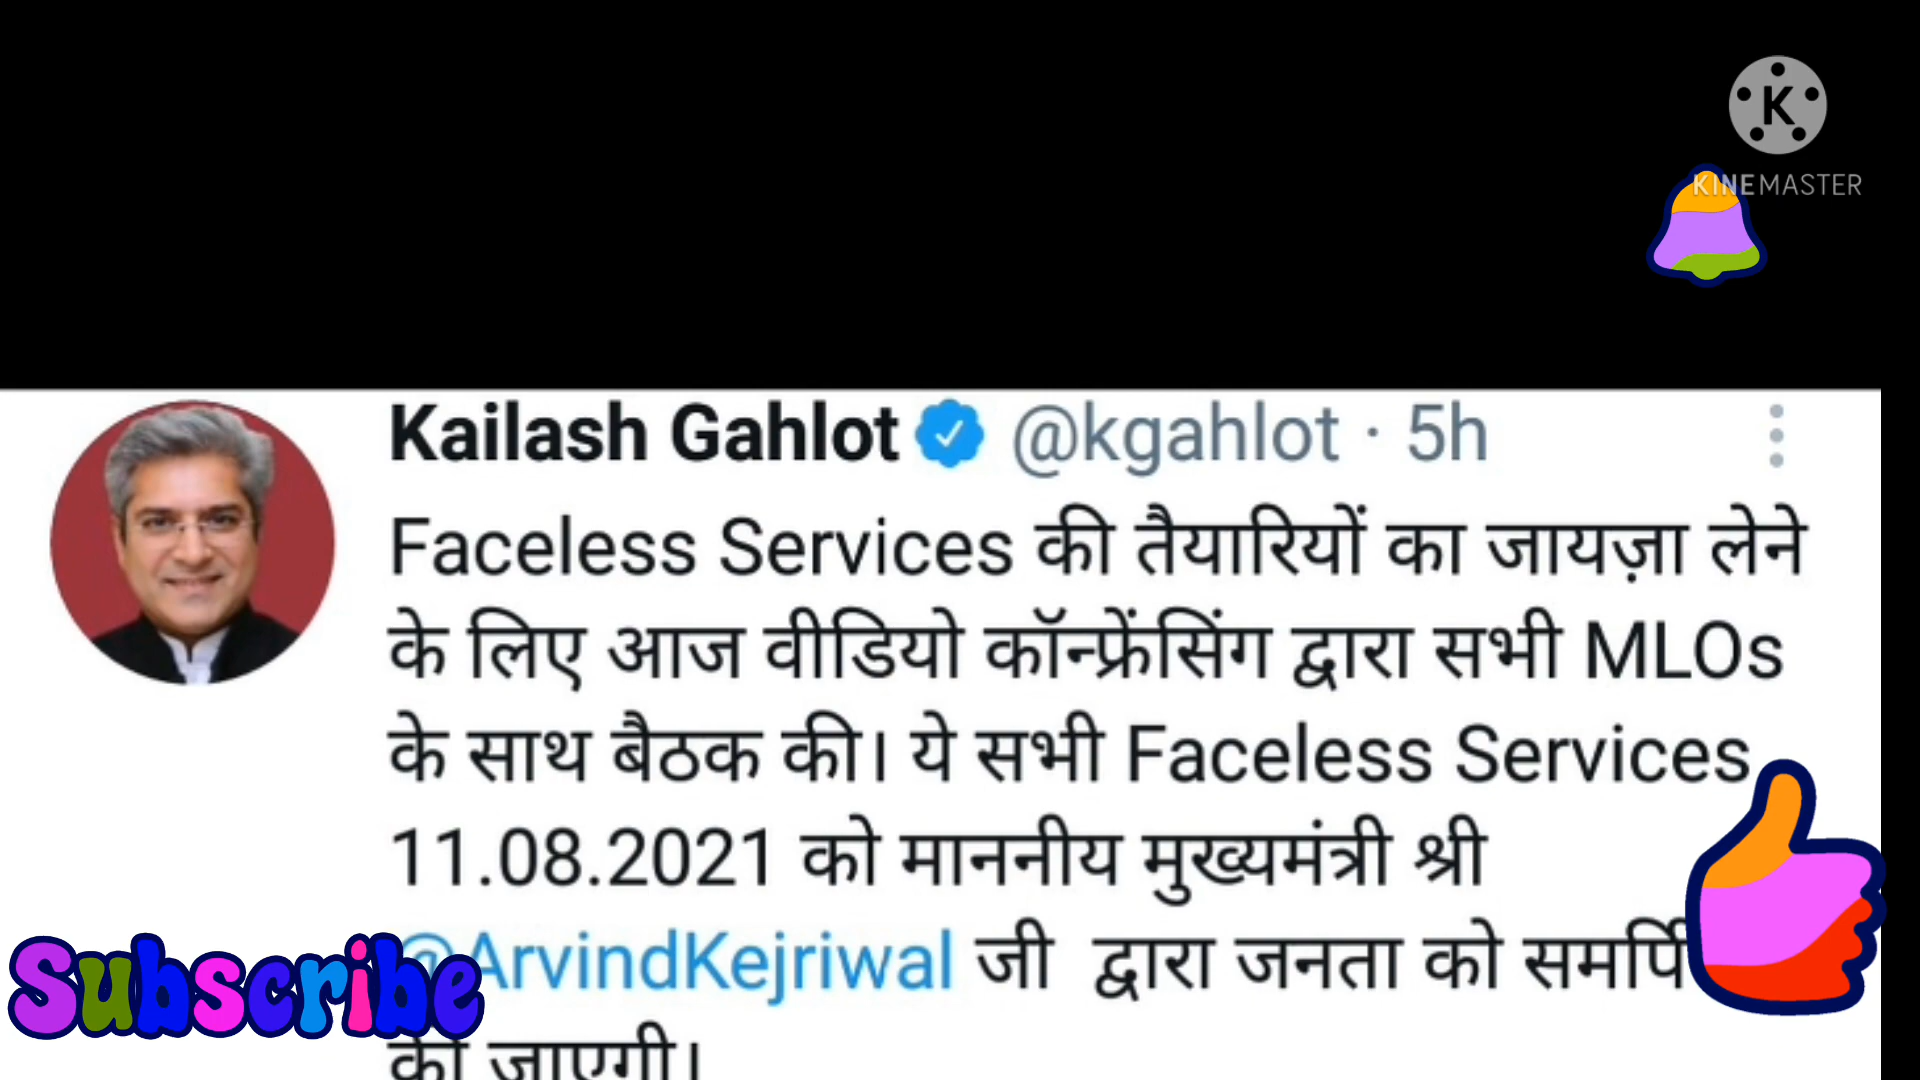 KINEMASTER
Kailash Gahlot @kgahlot · 5h
Faceless Services की तैयारियों का जायज़ा लेने
के लिए आज वीडियो कॉन्फ्रेंसिंग द्वारा सभी MLOs
के साथ बैठक की। ये सभी Faceless Services
11.08.2021 को माननीय मुख्यमंत्री श्री
@ArvindKejriwal जी द्वारा जनता को
Subscribe
जाएगी।